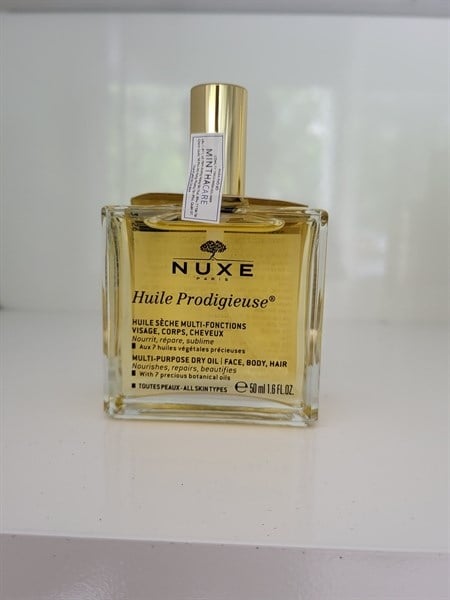 MINTHACARE
NUXE
PARIS
Huile Prodigieuse®
HUILE SÈCHE MULTI-FONCTIONS
VISAGE, CORPS, CHEVEUX
Nourrit, répare, sublime
■ Aux 7 huiles végétales précieuses
MULTI-PURPOSE DRY OIL | FACE, BODY, HAIR
Nourishes, repairs, beautifies
■ With 7 precious botanical oils
■ TOUTES PEAUX - ALL SKIN TYPES
℮ 50 ml 1.6 FL.OZ.